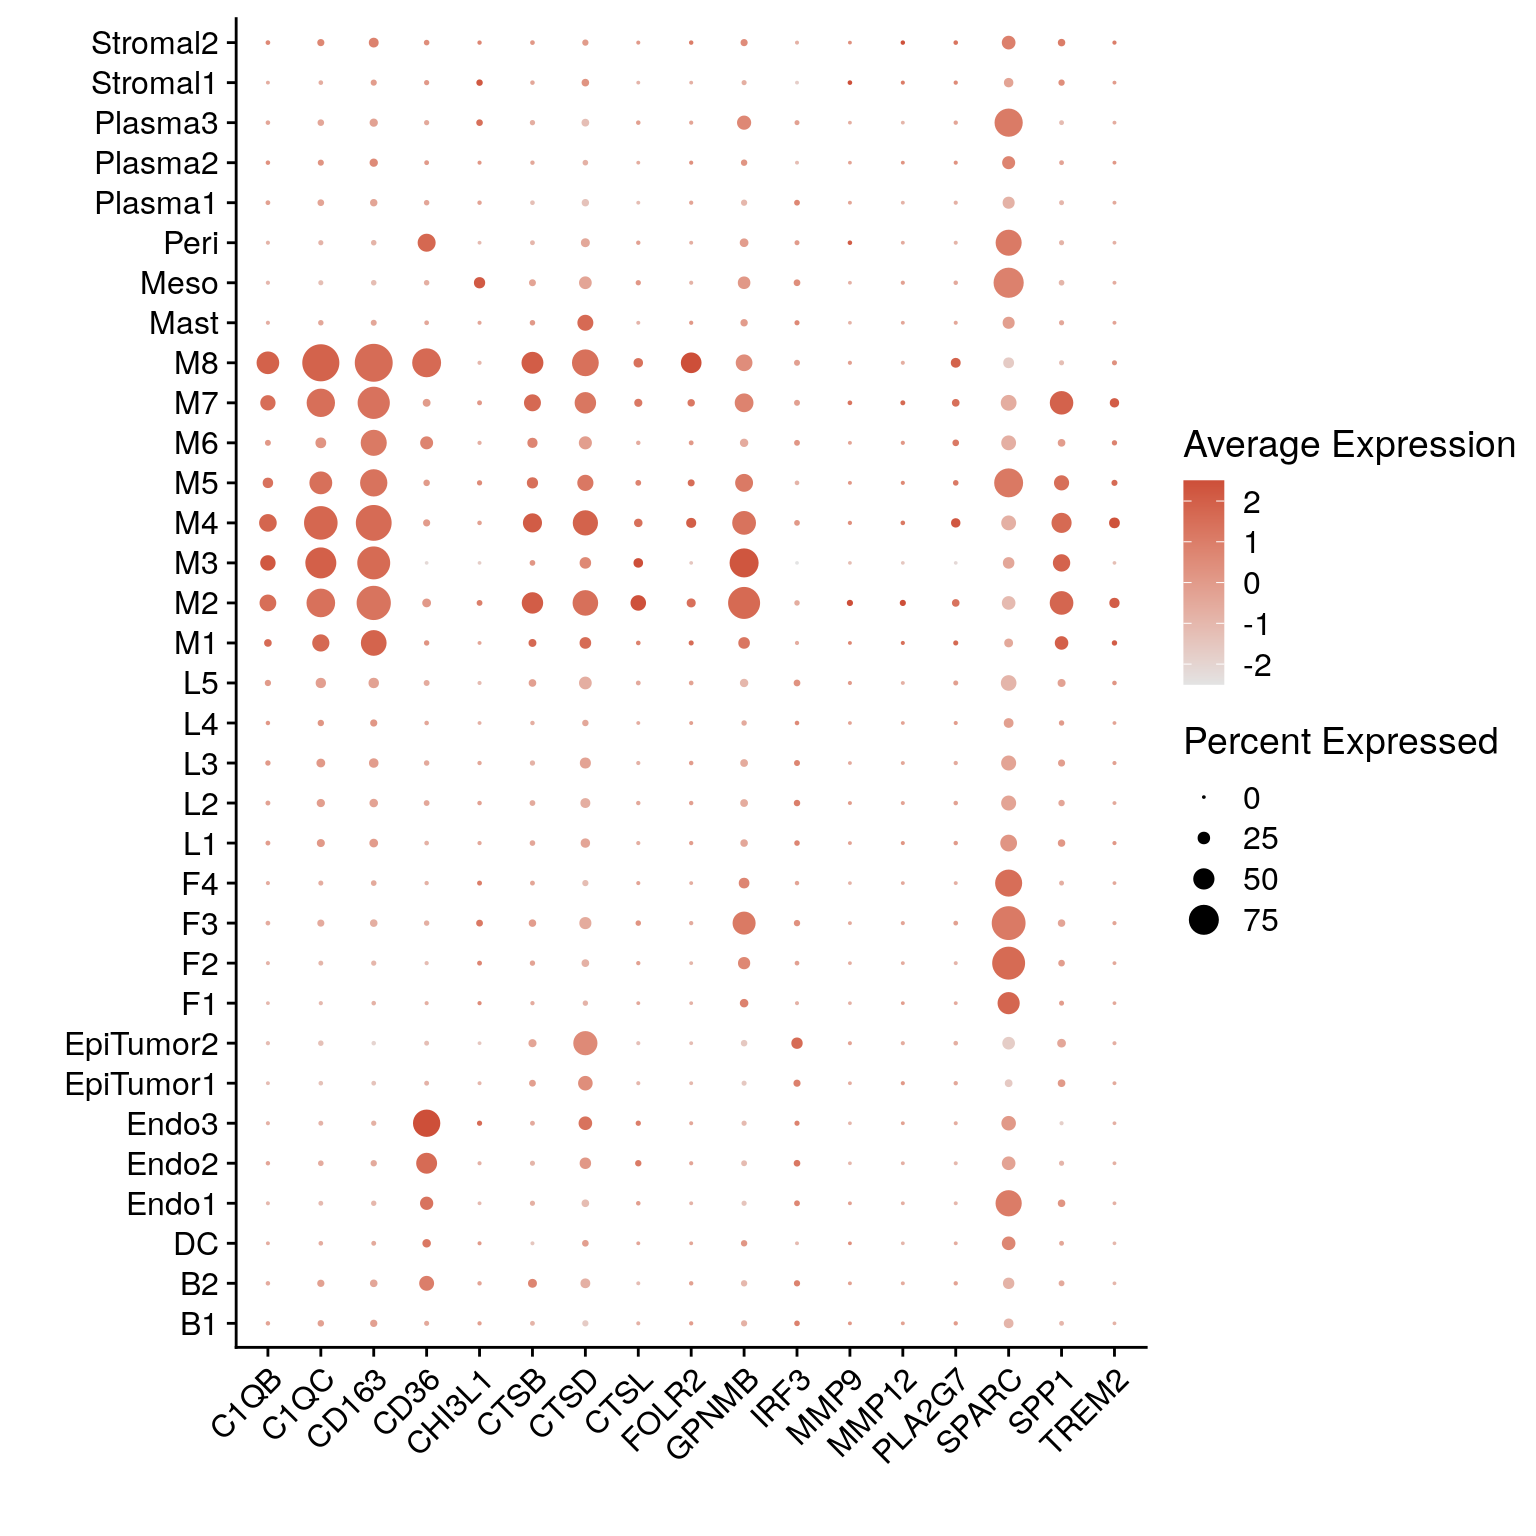 Stromal2
Stromal1
Plasma3
Plasma2
Plasma1
Peri
Meso
Mast
M8
M7
M6
M5
M4
M3
M2
M1
L5
L4
L3
L2
L1
F4
F3
F2
F1
EpiTumor2
EpiTumor1
Endo3
Endo2
Endo1
DC
B2
B1
C1QB
C1QC
CD163
CD36
CHI3L1
CTSB
CTSD
CTSL
FOLR2
GPNMB
IRF3
MMP9
MMP12
PLA2G7
SPARC
SPP1
TREM2
Average Expression
2
1
0
-1
-2
Percent Expressed
0
25
50
75